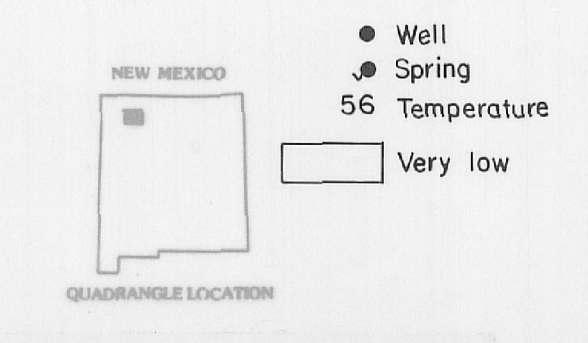 Well
Spring
56 Temperature
Very low
NEW MEXICO
QUADRANGLE LOCATION